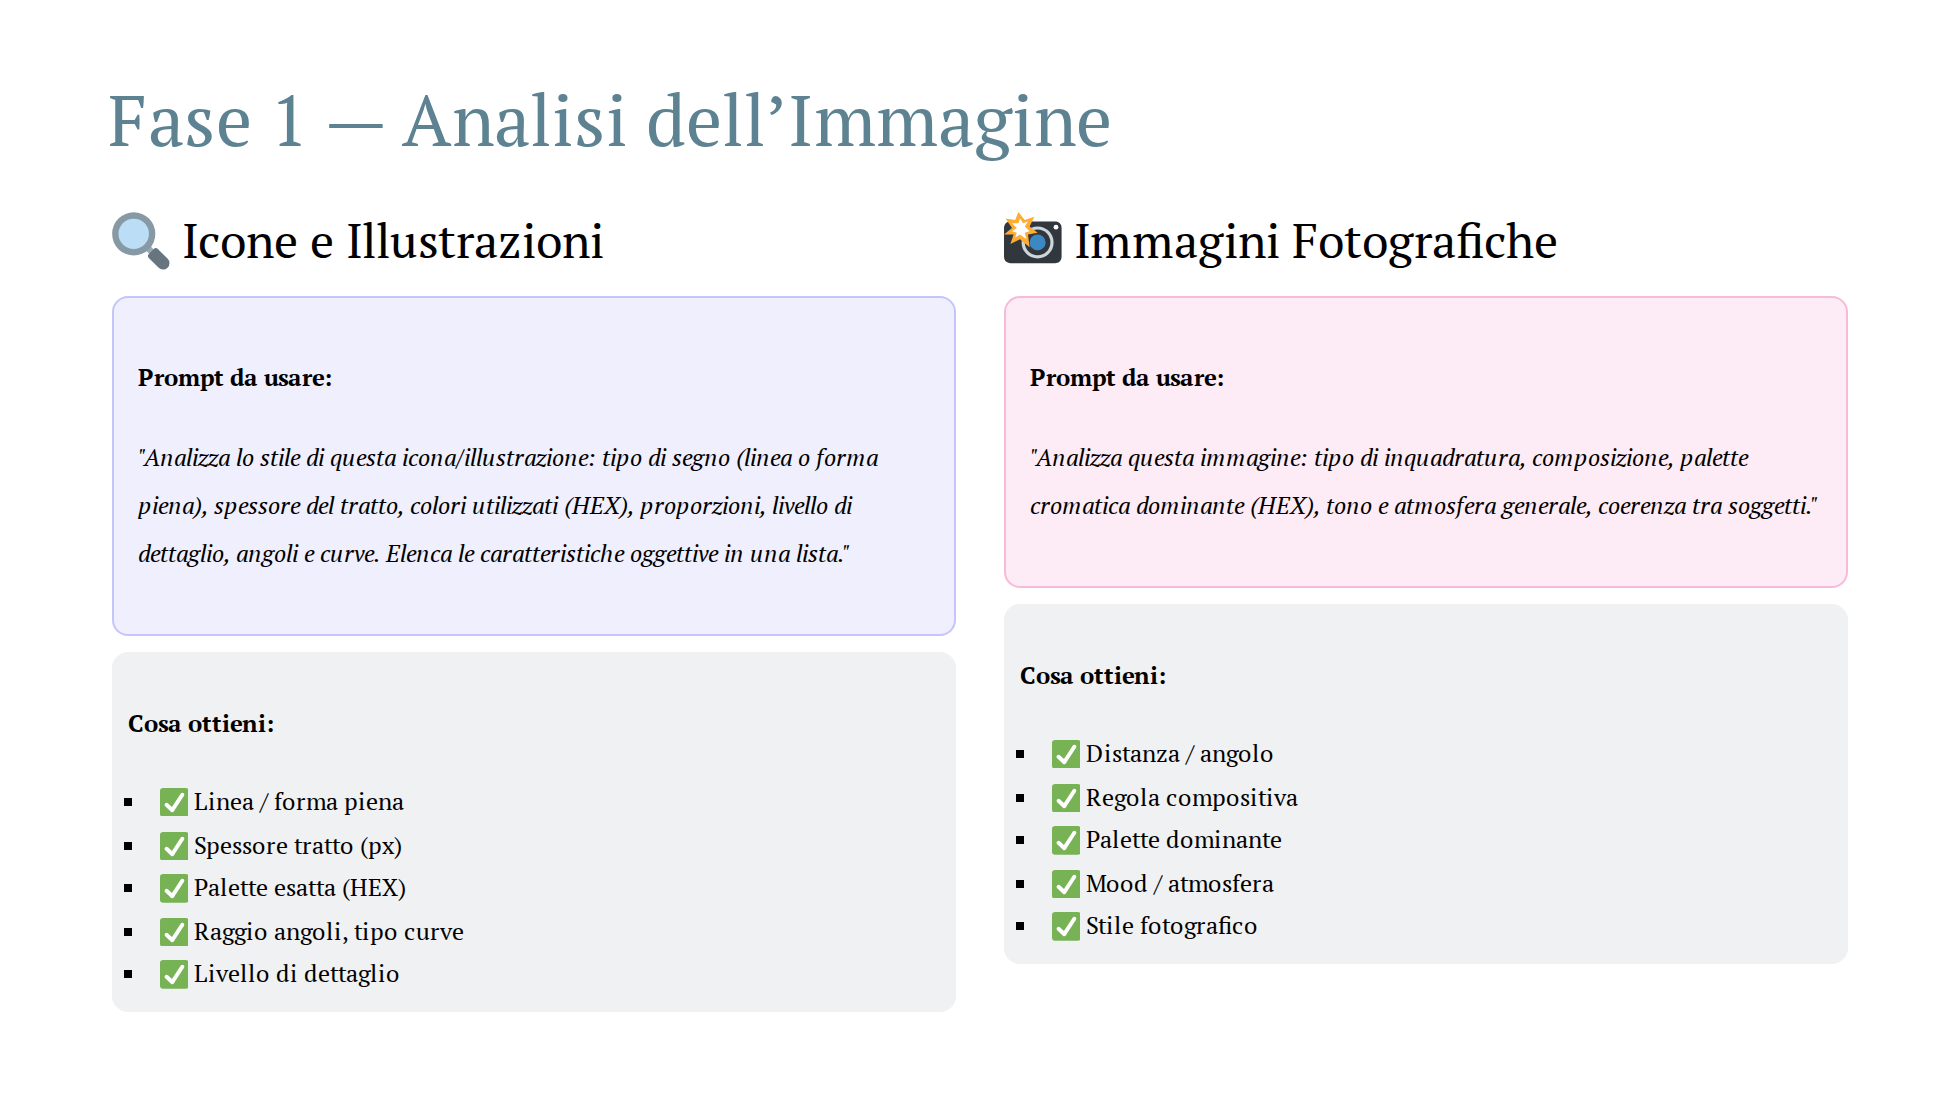 Fase 1 — Analisi dell’Immagine
🔍 Icone e Illustrazioni
Prompt da usare:
"Analizza lo stile di questa icona/illustrazione: tipo di segno (linea o forma
piena), spessore del tratto, colori utilizzati (HEX), proporzioni, livello di
dettaglio, angoli e curve. Elenca le caratteristiche oggettive in una lista."
Cosa ottieni:
▪ ✅ Linea / forma piena
▪ ✅ Spessore tratto (px)
▪ ✅ Palette esatta (HEX)
▪ ✅ Raggio angoli, tipo curve
▪ ✅ Livello di dettaglio
📸 Immagini Fotografiche
Prompt da usare:
"Analizza questa immagine: tipo di inquadratura, composizione, palette
cromatica dominante (HEX), tono e atmosfera generale, coerenza tra soggetti."
Cosa ottieni:
▪ ✅ Distanza / angolo
▪ ✅ Regola compositiva
▪ ✅ Palette dominante
▪ ✅ Mood / atmosfera
▪ ✅ Stile fotografico